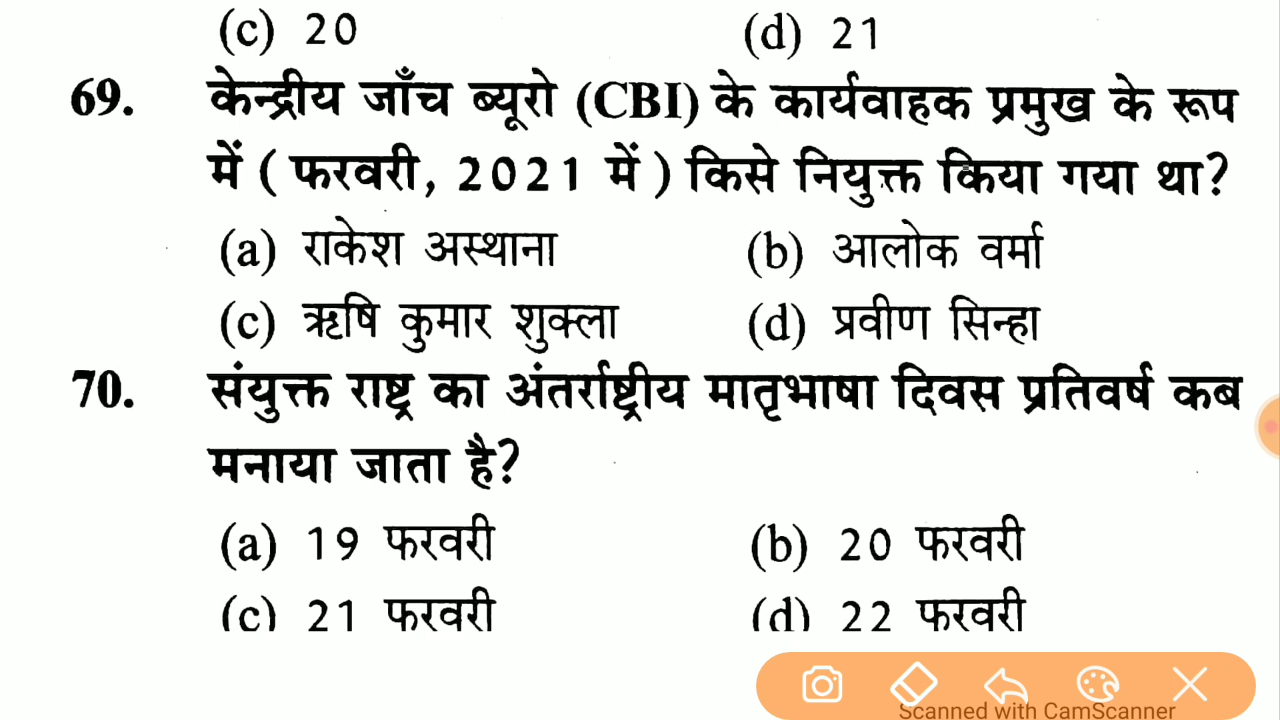 (c) 20 (d) 21
69. केन्द्रीय जाँच ब्यूरो (CBI) के कार्यवाहक प्रमुख के रूप
में ( फरवरी, 2021 में ) किसे नियुक्त किया गया था?
(a) राकेश अस्थाना (b) आलोक वर्मा
(c) ऋषि कुमार शुक्ला (d) प्रवीण सिन्हा
70. संयुक्त राष्ट्र का अंतर्राष्ट्रीय मातृभाषा दिवस प्रतिवर्ष कब
मनाया जाता है?
(a) 19 फरवरी (b) 20 फरवरी
(c) 21 फरवरी (d) 22 फरवरी
Scanned with CamScanner